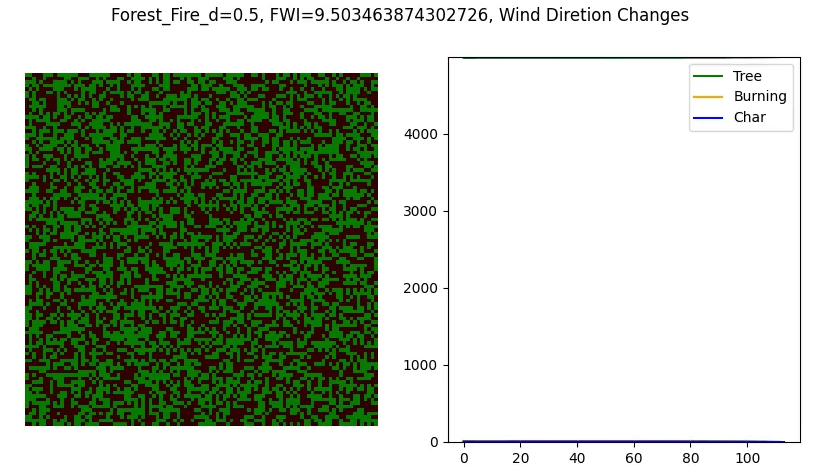 Forest_Fire_d=0.5, FWI=9.503463874302726, Wind Diretion Changes
Tree
Burning
Char
4000
3000
2000
1000
0
0 20 40 60 80 100